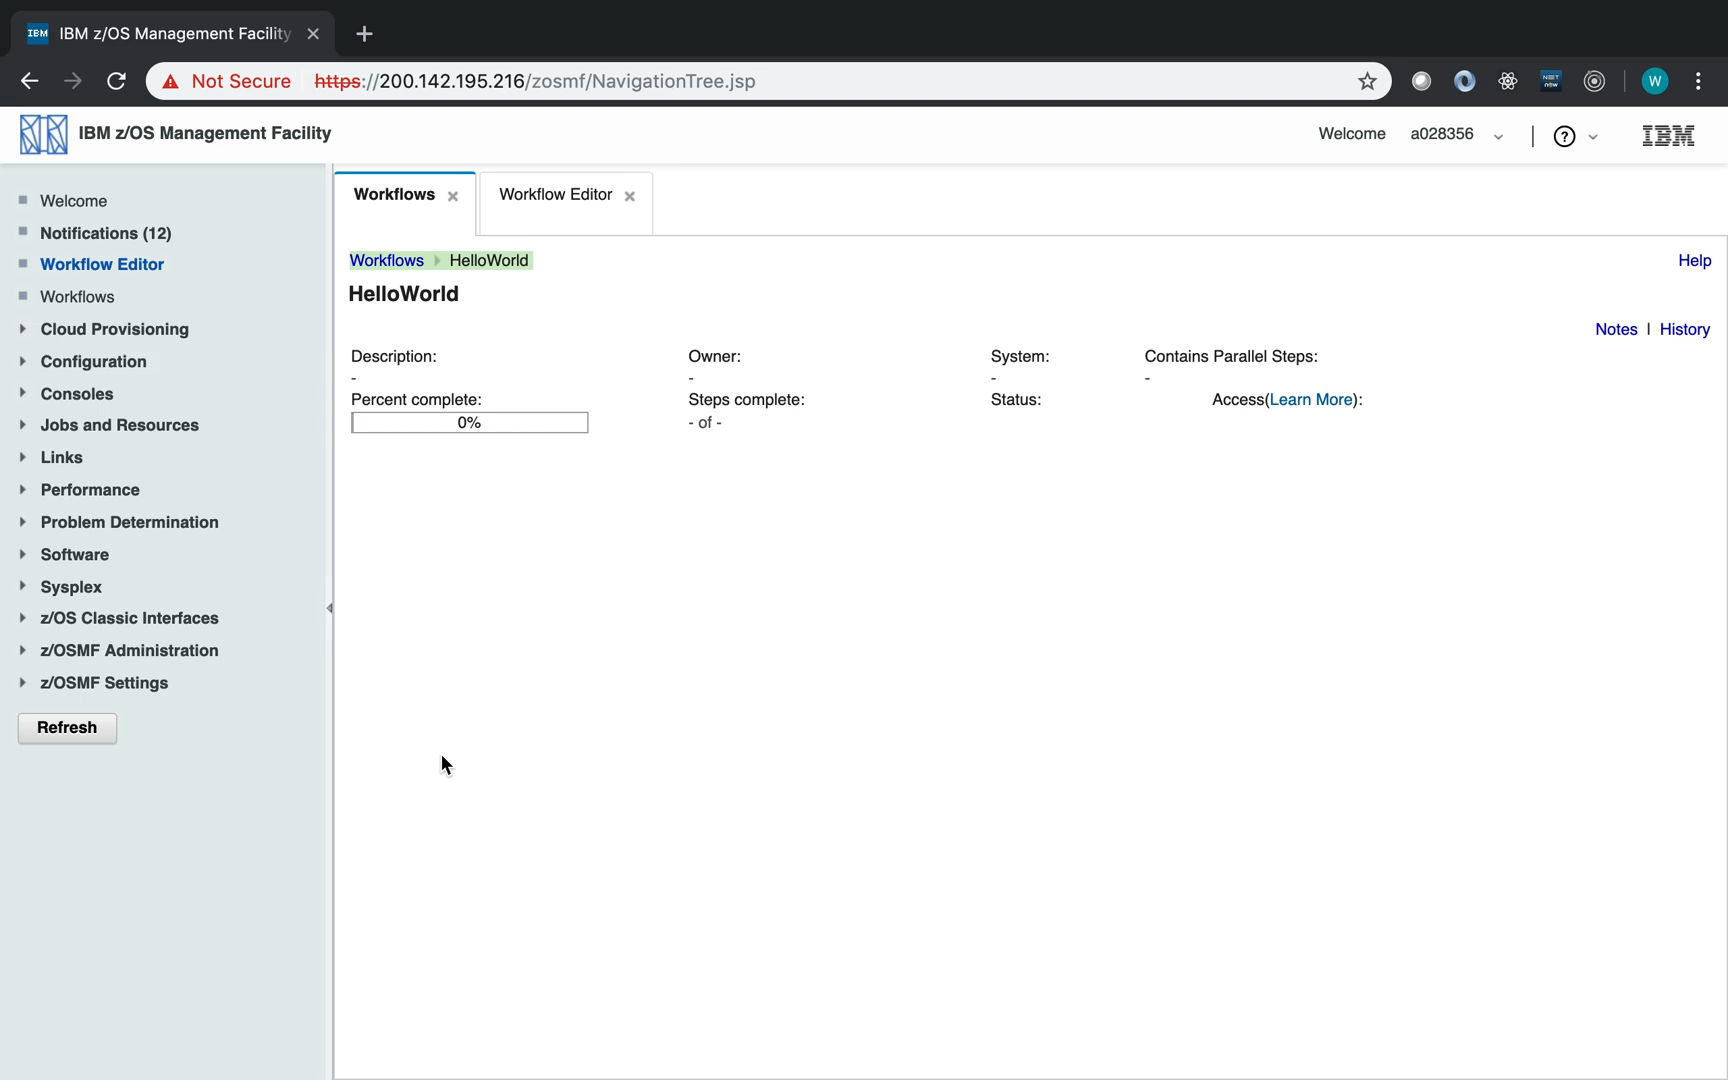 IBM z/OS Management Facility
Not Secure https://200.142.195.216/zosmf/NavigationTree.jsp
W
IBM z/OS Management Facility
Welcome a028356
IBM
Welcome
Notifications (12)
Workflow Editor
Workflows
Cloud Provisioning
Configuration
Consoles
Jobs and Resources
Links
Performance
Problem Determination
Software
Sysplex
z/OS Classic Interfaces
z/OSMF Administration
z/OSMF Settings
Refresh
Workflows
Workflow Editor
Workflows HelloWorld
Help
HelloWorld
Notes | History
Description: Owner: System: Contains Parallel Steps:
- - - -
Percent complete: Steps complete: Status: Access(Learn More):
0% - of -